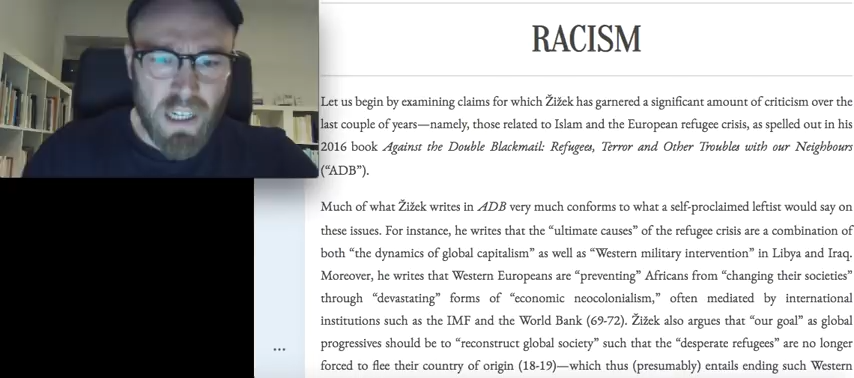 RACISM
Let us begin by examining claims for which Žižek has garnered a significant amount of criticism over the
last couple of years—namely, those related to Islam and the European refugee crisis, as spelled out in his
2016 book Against the Double Blackmail: Refugees, Terror and Other Troubles with our Neighbours
(“ADB”).
Much of what Žižek writes in ADB very much conforms to what a self-proclaimed leftist would say on
these issues. For instance, he writes that the “ultimate causes” of the refugee crisis are a combination of
both “the dynamics of global capitalism” as well as “Western military intervention” in Libya and Iraq.
Moreover, he writes that Western Europeans are “preventing” Africans from “changing their societies”
through “devastating” forms of “economic neocolonialism,” often mediated by international
institutions such as the IMF and the World Bank (69-72). Žižek also argues that “our goal” as global
progressives should be to “reconstruct global society” such that the “desperate refugees” are no longer
forced to flee their country of origin (18-19)—which thus (presumably) entails ending such Western